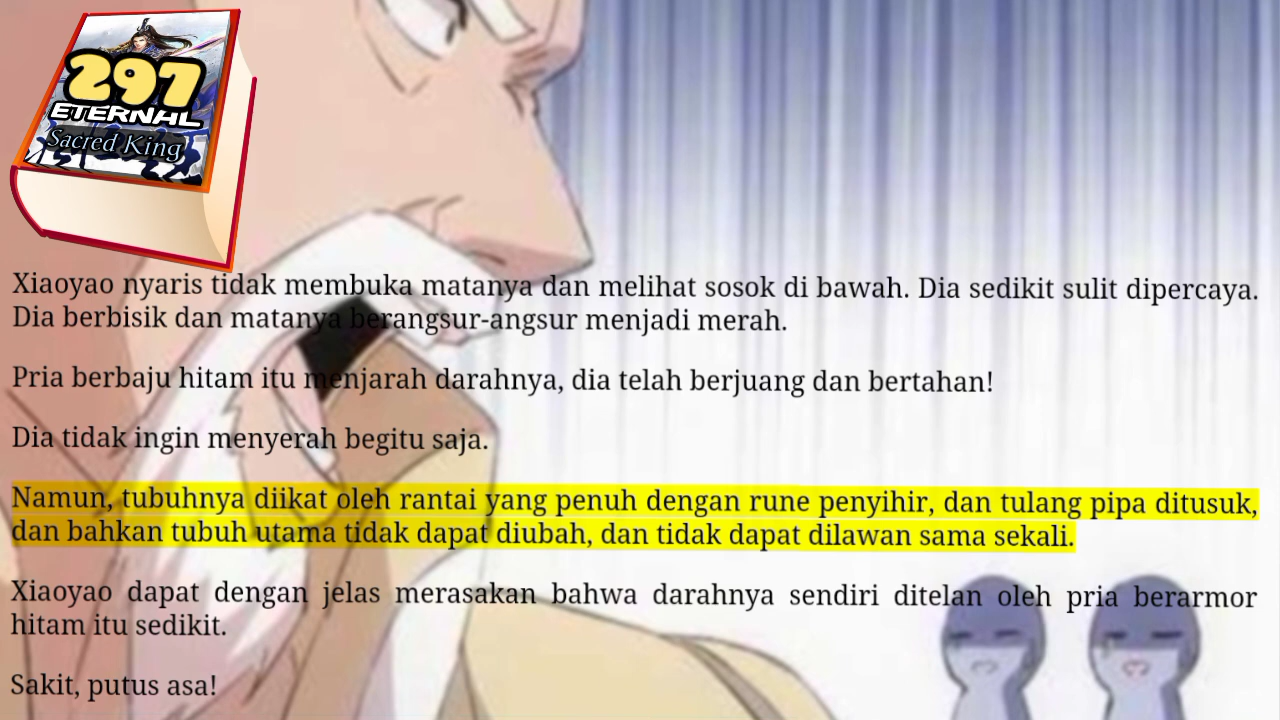 297
ETERNAL
Sacred King
Xiaoyao nyaris tidak membuka matanya dan melihat sosok di bawah. Dia sedikit sulit dipercaya.
Dia berbisik dan matanya berangsur-angsur menjadi merah.
Pria berbaju hitam itu menjarah darahnya, dia telah berjuang dan bertahan!
Dia tidak ingin menyerah begitu saja.
Namun, tubuhnya diikat oleh rantai yang penuh dengan rune penyihir, dan tulang pipa ditusuk,
dan bahkan tubuh utama tidak dapat diubah, dan tidak dapat dilawan sama sekali.
Xiaoyao dapat dengan jelas merasakan bahwa darahnya sendiri ditelan oleh pria berarmor
hitam itu sedikit.
Sakit, putus asa!